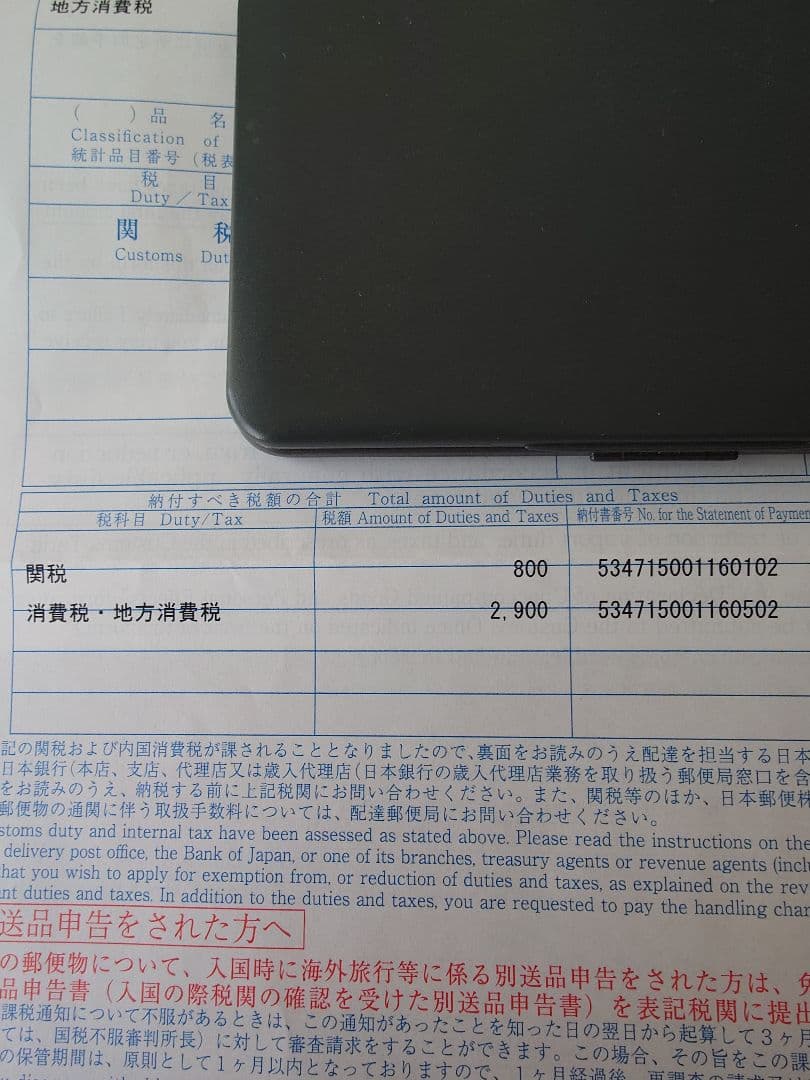 地方消費税
( ) 品 名
Classification of
統計品目番号 (税表
税 目
Duty / Tax
関 税
Customs Dut
納付すべき税額の合計 Total amount of Duties and Taxes
税科目 Duty/Tax 税額 Amount of Duties and Taxes 納付書番号 No. for the Statement of Paymen
関税 800 534715001160102
消費税・地方消費税 2,900 534715001160502
記の関税および内国消費税が課されることとなりましたので、裏面をお読みのうえ配達を担当する日本
日本銀行(本店、支店、代理店又は歳入代理店(日本銀行の歳入代理店業務を取り扱う郵便局窓口を含
をお読みのうえ、納税する前に上記税関にお問い合わせください。また、関税等のほか、日本郵便株
郵便物の通関に伴う取扱手数料については、配達郵便局にお問い合わせください。
stoms duty and internal tax have been assessed as stated above. Please read the instructions on the
delivery post office, the Bank of Japan, or one of its branches, treasury agents or revenue agents (inclu
that you wish to apply for exemption from, or reduction of duties and taxes, as explained on the rev
ant duties and taxes. In addition to the duties and taxes, you are requested to pay the handling char
送品申告をされた方へ
の郵便物について、入国時に海外旅行等に係る別送品申告をされた方は、免
品申告書（入国の際税関の確認を受けた別送品申告書）を表記税関に提出
課税通知について不服があるときは、この通知があったことを知った日の翌日から起算して３ヶ月
ては、国税不服審判所長）に対して審査請求をすることができます。この場合、その旨をこの課
の保管期間は、原則として１ヶ月以内となっておりますので、１ヶ月経過後、再調査の請求